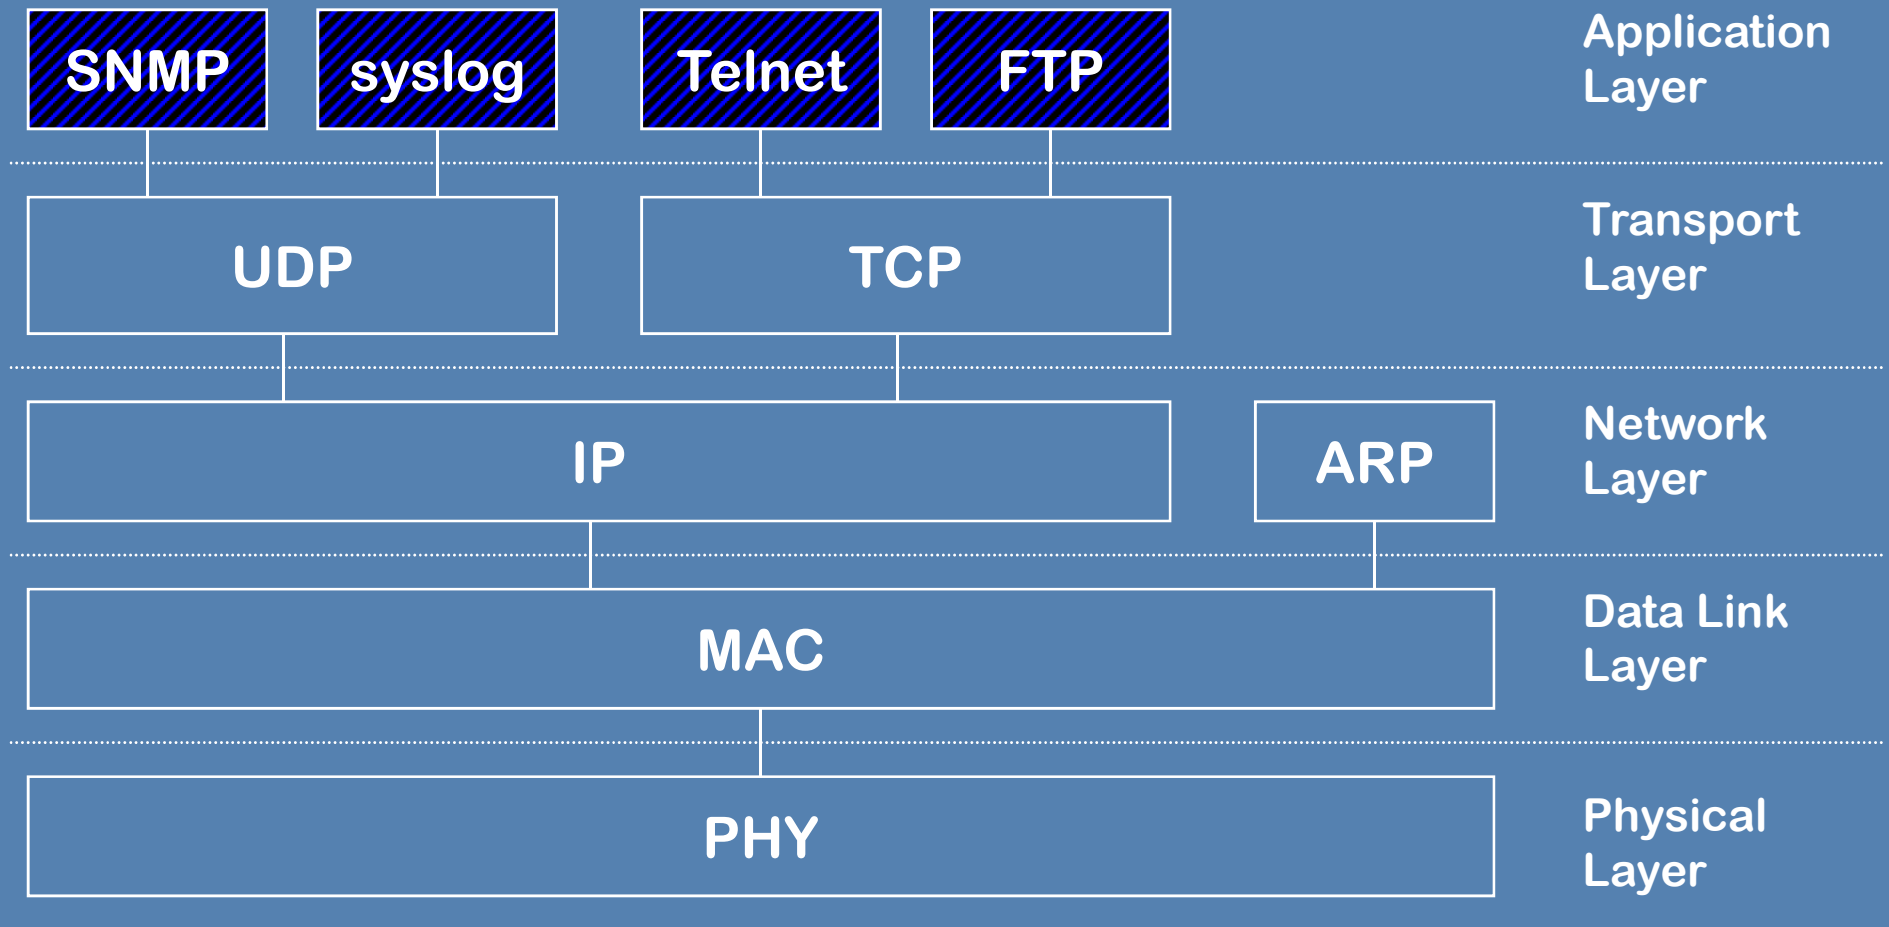 SNMP
syslog
Telnet
FTP
Application
Layer
UDP
TCP
Transport
Layer
IP
ARP
Network
Layer
MAC
Data Link
Layer
PHY
Physical
Layer